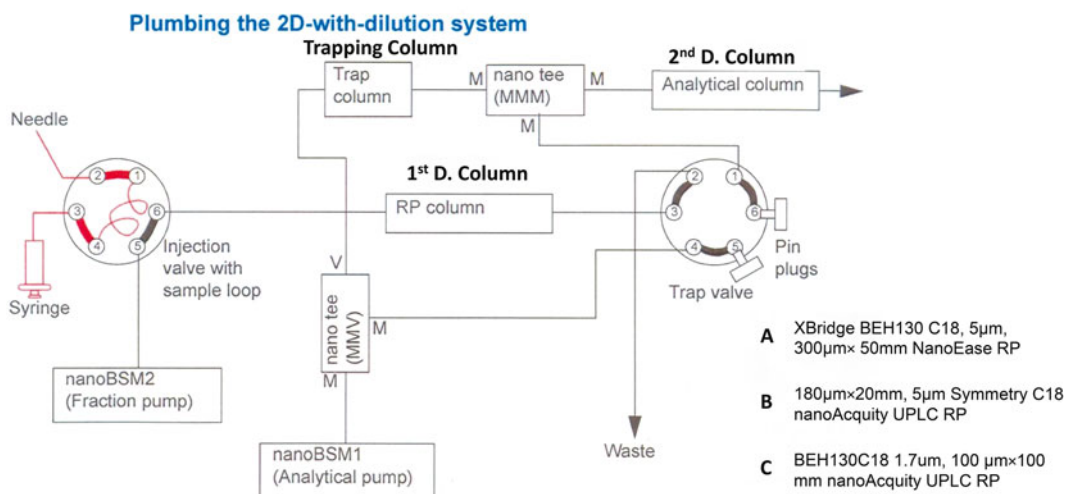 Plumbing the 2D-with-dilution system
Trapping Column
2nd D. Column
Trap
column
M
nano tee
(MMM)
M
Analytical column
M
Needle
2
1
3
6
4
5
Injection
valve with
sample loop
Syringe
1st D. Column
RP column
2
1
3
6
4
5
Pin
plugs
Trap valve
V
nano tee
(MMV)
M
M
nanoBSM2
(Fraction pump)
nanoBSM1
(Analytical pump)
Waste
A XBridge BEH130 C18, 5µm,
300µm× 50mm NanoEase RP
B 180µm×20mm, 5µm Symmetry C18
nanoAcquity UPLC RP
C BEH130C18 1.7um, 100 µm×100
mm nanoAcquity UPLC RP